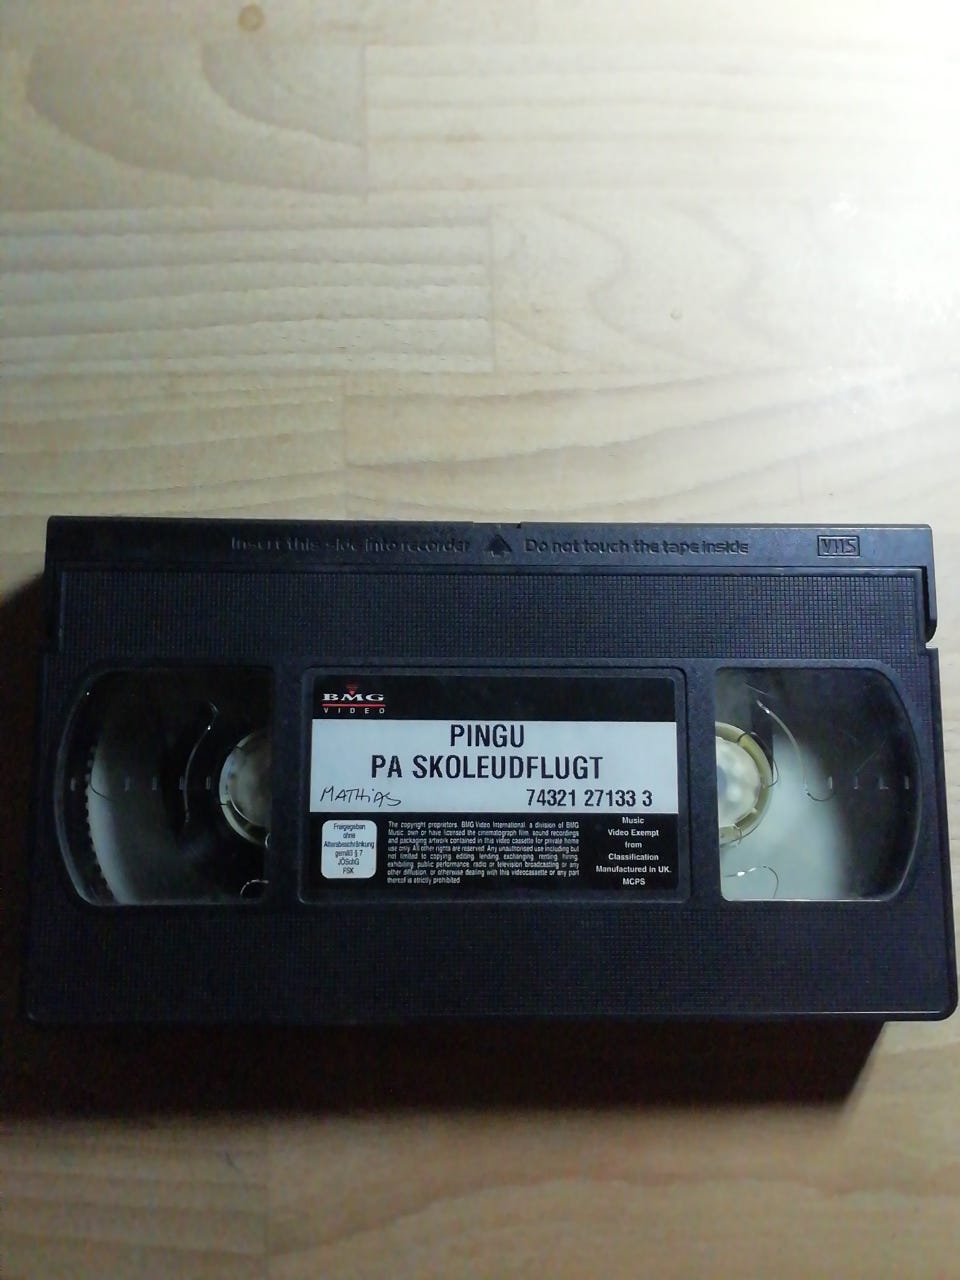 Insert this side into recorder Do not touch the tape inside VHS
BMG
VIDEO
PINGU
PA SKOLEUDFLUGT
MATHiAS 74321 27133 3
Freigegeben
ohne
Altersbeschränkung
gemäß § 7
JÖSchG
FSK
The copyright proprietors, BMG Video International, a division of BMG
Music own or have licensed the cinematograph film, sound recordings
and packaging artwork contained in this video cassette for private home
use only. All other rights are reserved. Any unauthorised use including but
not limited to copying, editing, lending, exchanging, renting, hiring,
exhibiting, public performance, radio or television broadcasting or any
other diffusion, or otherwise dealing with this videocassette or any part
thereof is strictly prohibited.
Music
Video Exempt
from
Classification
Manufactured in UK.
MCPS